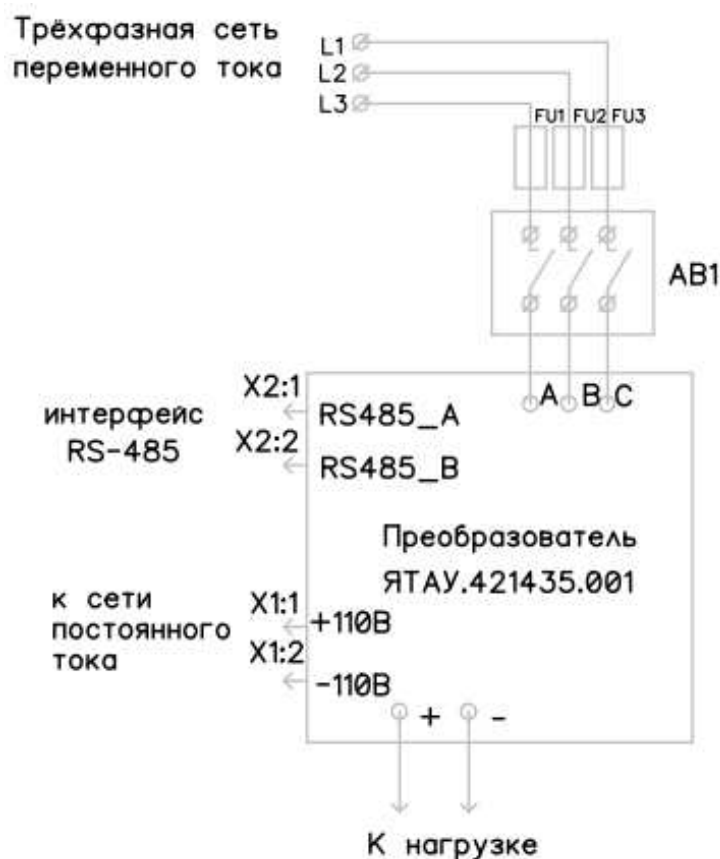 Трёхфазная сеть
переменного тока
L1
L2
L3
FU1 FU2 FU3
AB1
A B C
X2:1
RS485_A
интерфейс
RS-485
X2:2
RS485_B
Преобразователь
ЯТАУ.421435.001
к сети
постоянного
тока
X1:1
+110В
X1:2
-110В
+ -
К нагрузке